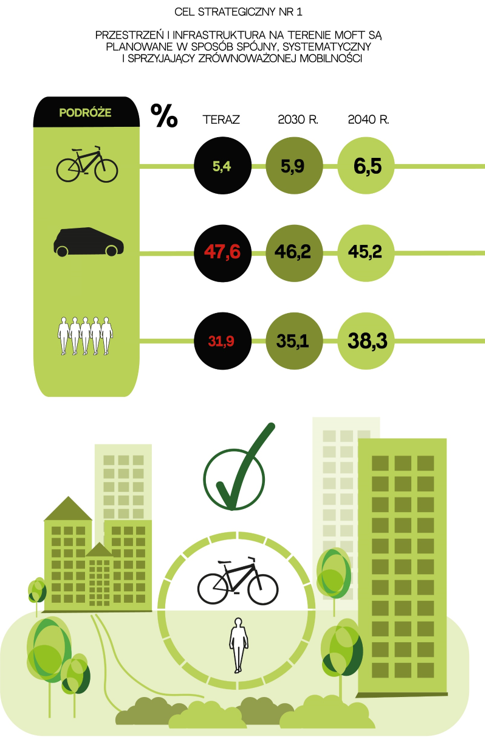 CEL STRATEGICZNY NR 1
PRZESTRZEŃ I INFRASTRUKTURA NA TERENIE MOFT SĄ
PLANOWANE W SPOSÓB SPÓJNY, SYSTEMATYCZNY
I SPRZYJAJĄCY ZRÓWNOWAŻONEJ MOBILNOŚCI
PODRÓŻE % TERAZ 2030 R. 2040 R.
5,4 5,9 6,5
47,6 46,2 45,2
31,9 35,1 38,3